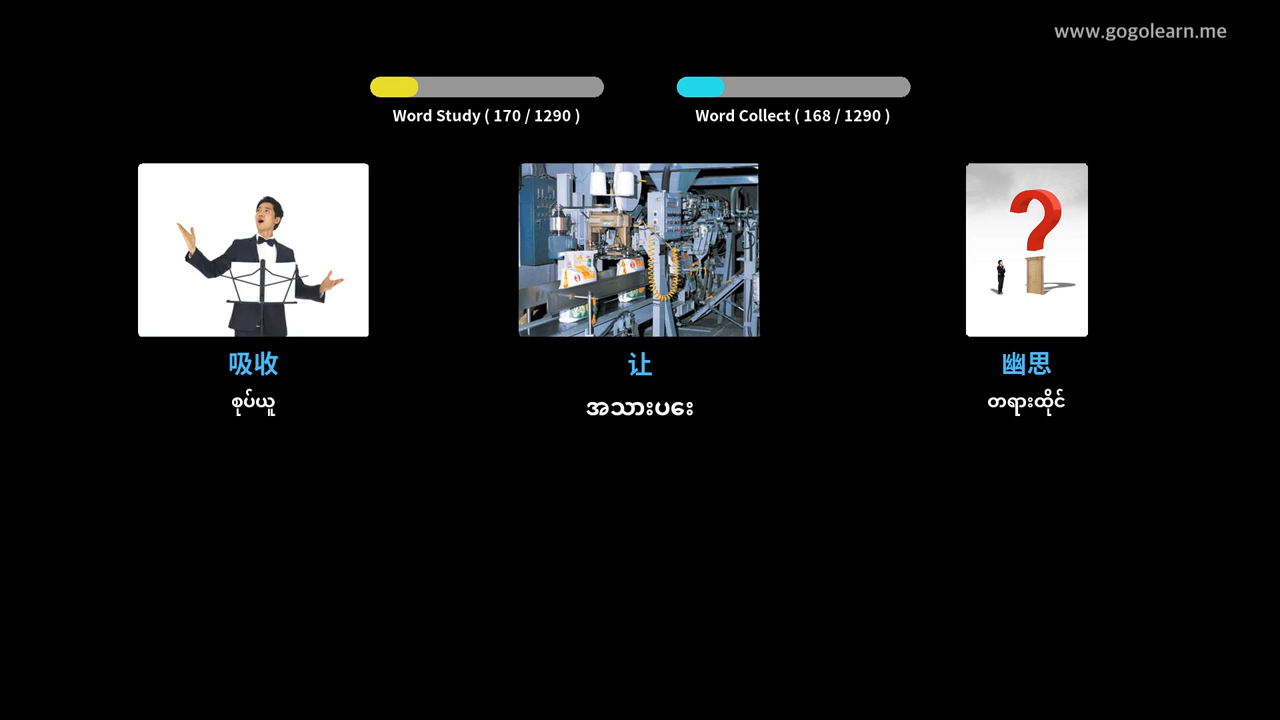 www.gogolearn.me
Word Study ( 170 / 1290 )
Word Collect ( 168 / 1290 )
吸收
让
幽思
စုပ်ယူ
အသားပေး
တရားထိုင်